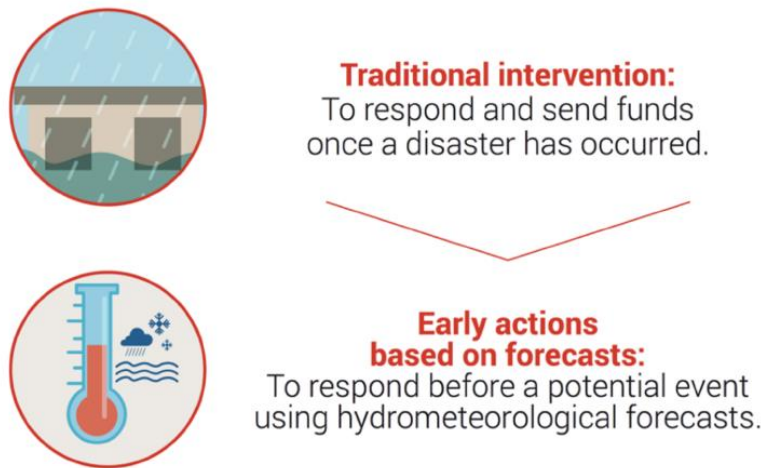 Traditional intervention:
To respond and send funds
once a disaster has occurred.
Early actions
based on forecasts:
To respond before a potential event
using hydrometeorological forecasts.